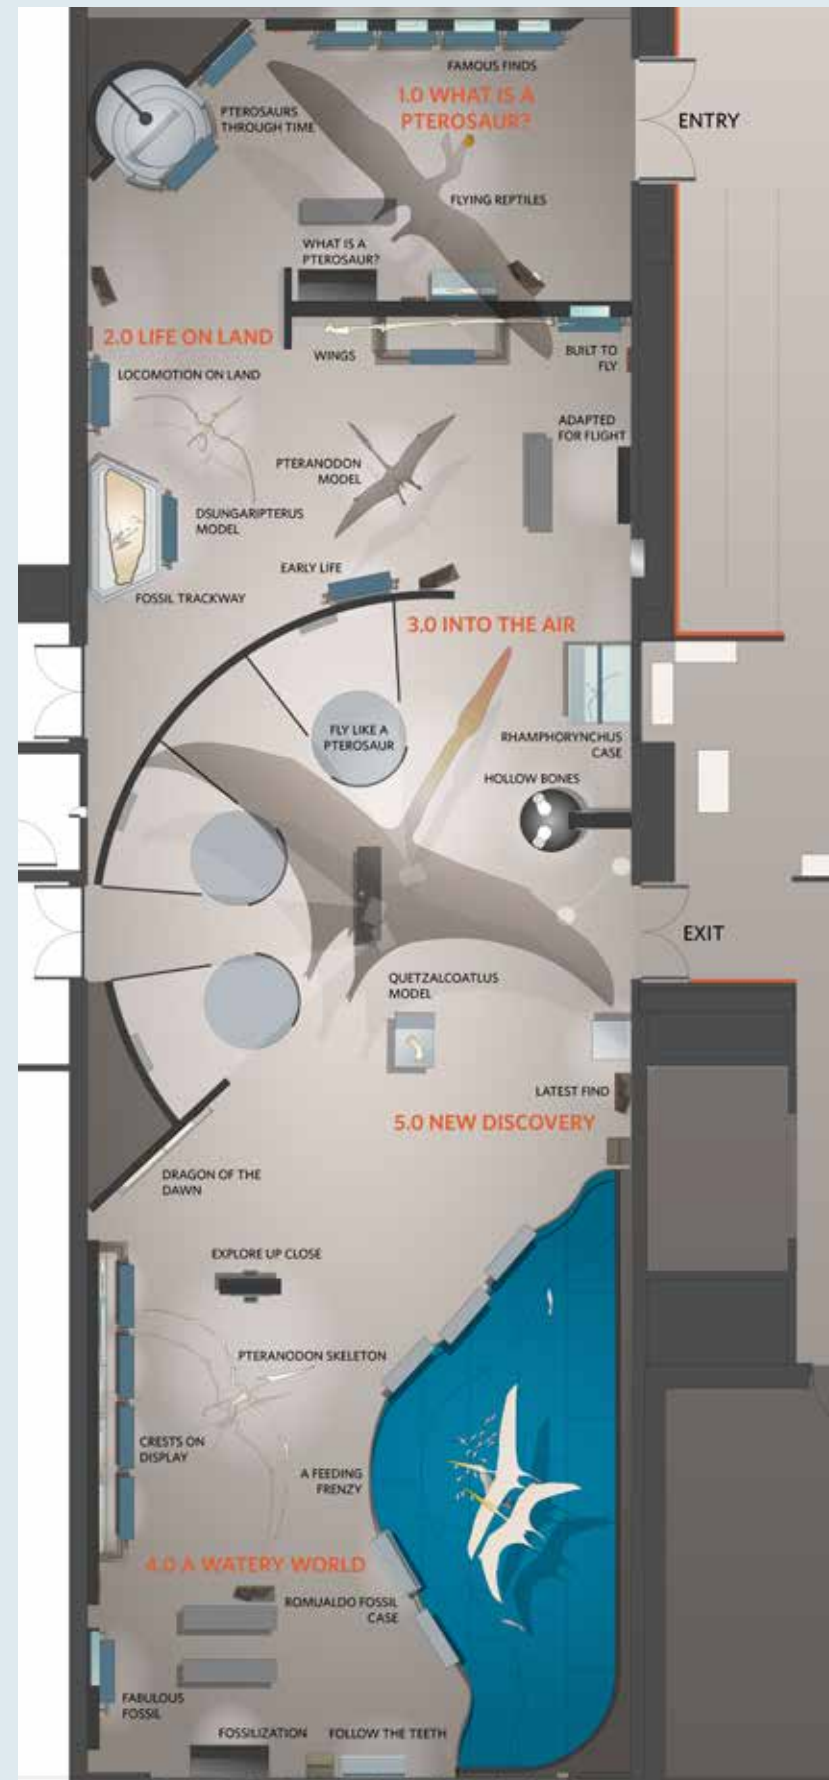 FAMOUS FINDS
1.0 WHAT IS A
PTEROSAUR?
PTEROSAURS
THROUGH TIME
ENTRY
FLYING REPTILES
WHAT IS A
PTEROSAUR?
2.0 LIFE ON LAND
WINGS
BUILT TO
FLY
LOCOMOTION ON LAND
ADAPTED
FOR FLIGHT
PTERANODON
MODEL
DSUNGARIPTERUS
MODEL
EARLY LIFE
FOSSIL TRACKWAY
3.0 INTO THE AIR
FLY LIKE A
PTEROSAUR
RHAMPHORYNCHUS
CASE
HOLLOW BONES
EXIT
QUETZALCOATLUS
MODEL
LATEST FIND
5.0 NEW DISCOVERY
DRAGON OF THE
DAWN
EXPLORE UP CLOSE
PTERANODON SKELETON
CRESTS ON
DISPLAY
A FEEDING
FRENZY
4.0 A WATERY WORLD
ROMUALDO FOSSIL
CASE
FABULOUS
FOSSIL
FOSSILIZATION
FOLLOW THE TEETH